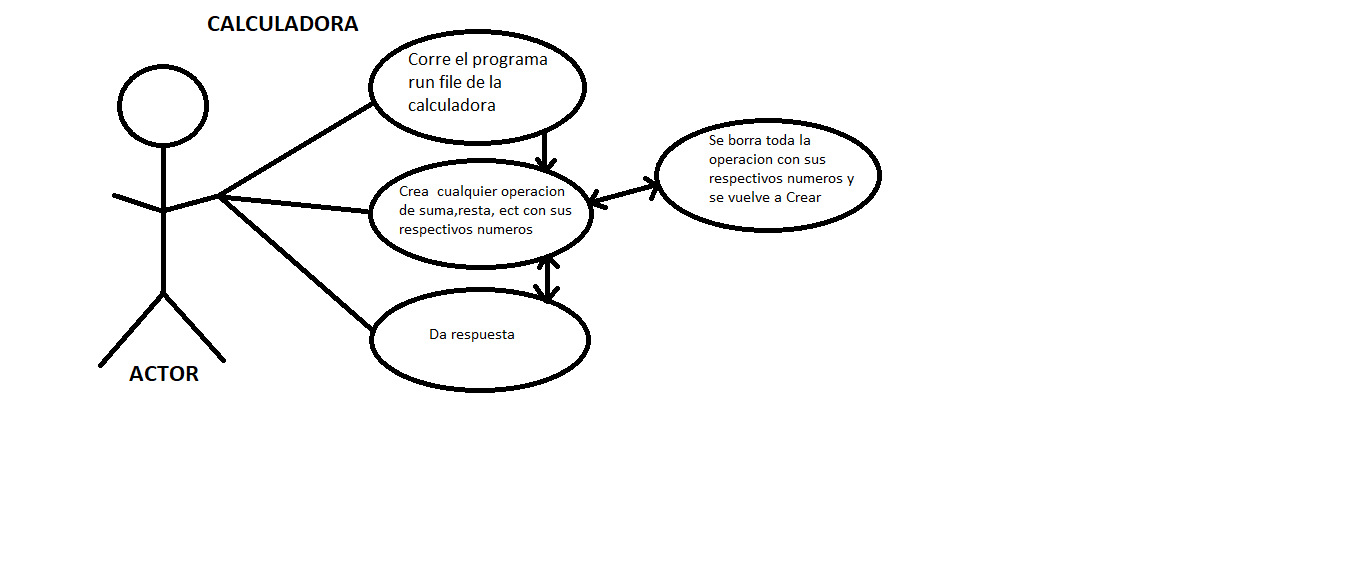 CALCULADORA
Corre el programa
run file de la
calculadora
Se borra toda la
operacion con sus
respectivos numeros y
se vuelve a Crear
Crea  cualquier operacion
de suma,resta, ect con sus
respectivos numeros
Da respuesta
ACTOR